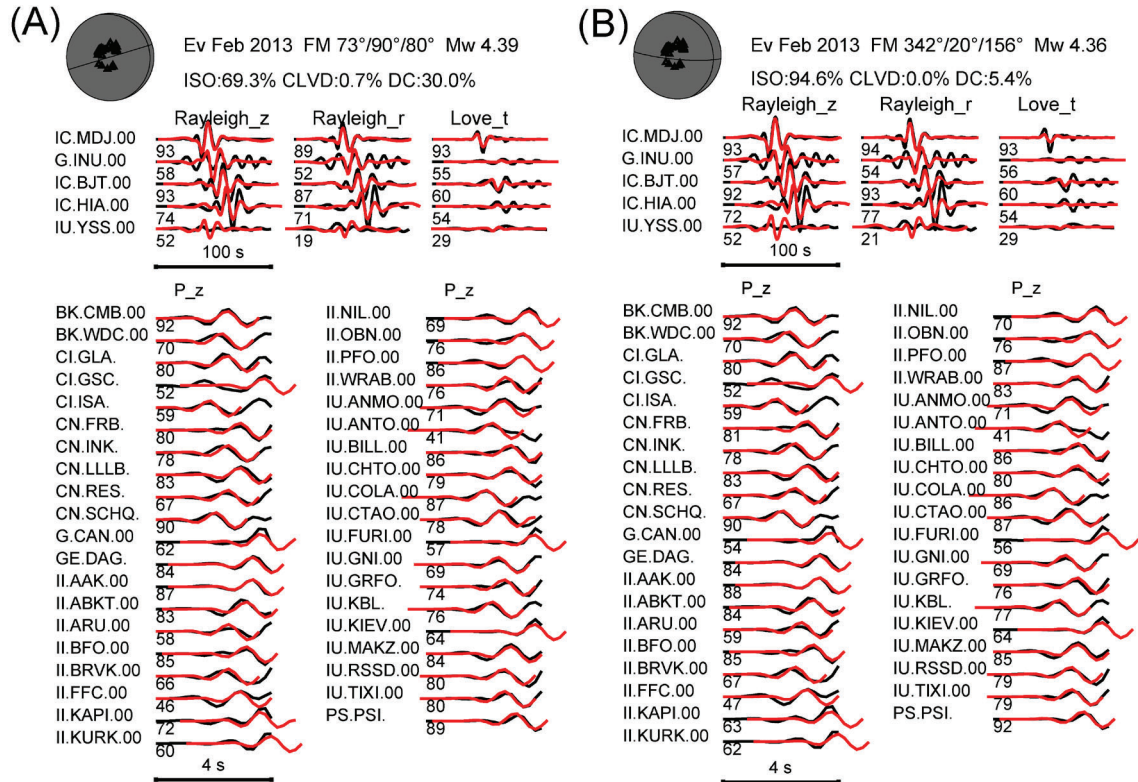 (A)
Ev Feb 2013 FM 73°/90°/80° Mw 4.39
ISO:69.3% CLVD:0.7% DC:30.0%
Rayleigh_z Rayleigh_r Love_t
IC.MDJ.00
93 89 93
G.INU.00
58 52 55
IC.BJT.00
93 87 60
IC.HIA.00
74 71 54
IU.YSS.00
52 19 29
100 s
P_z P_z
BK.CMB.00 II.NIL.00
92 69
BK.WDC.00 II.OBN.00
70 76
CI.GLA. II.PFO.00
80 86
CI.GSC. II.WRAB.00
52 76
CI.ISA. IU.ANMO.00
59 71
CN.FRB. IU.ANTO.00
80 41
CN.INK. IU.BILL.00
78 86
CN.LLLB. IU.CHTO.00
83 79
CN.RES. IU.COLA.00
67 87
CN.SCHQ. IU.CTAO.00
90 78
G.CAN.00 IU.FURI.00
62 57
GE.DAG. IU.GNI.00
84 69
II.AAK.00 IU.GRFO.
87 74
II.ABKT.00 IU.KBL.
83 76
II.ARU.00 IU.KIEV.00
58 64
II.BFO.00 IU.MAKZ.00
85 84
II.BRVK.00 IU.RSSD.00
66 80
II.FFC.00 IU.TIXI.00
46 80
II.KAPI.00 PS.PSI.
72 89
II.KURK.00
60
4 s
(B)
Ev Feb 2013 FM 342°/20°/156° Mw 4.36
ISO:94.6% CLVD:0.0% DC:5.4%
Rayleigh_z Rayleigh_r Love_t
IC.MDJ.00
93 94 93
G.INU.00
57 54 56
IC.BJT.00
92 93 60
IC.HIA.00
72 77 54
IU.YSS.00
52 21 29
100 s
P_z P_z
BK.CMB.00 II.NIL.00
92 70
BK.WDC.00 II.OBN.00
70 76
CI.GLA. II.PFO.00
80 87
CI.GSC. II.WRAB.00
52 83
CI.ISA. IU.ANMO.00
59 71
CN.FRB. IU.ANTO.00
81 41
CN.INK. IU.BILL.00
78 86
CN.LLLB. IU.CHTO.00
83 80
CN.RES. IU.COLA.00
67 86
CN.SCHQ. IU.CTAO.00
90 87
G.CAN.00 IU.FURI.00
54 56
GE.DAG. IU.GNI.00
84 69
II.AAK.00 IU.GRFO.
88 76
II.ABKT.00 IU.KBL.
84 77
II.ARU.00 IU.KIEV.00
59 64
II.BFO.00 IU.MAKZ.00
85 85
II.BRVK.00 IU.RSSD.00
67 79
II.FFC.00 IU.TIXI.00
47 79
II.KAPI.00 PS.PSI.
63 92
II.KURK.00
62
4 s